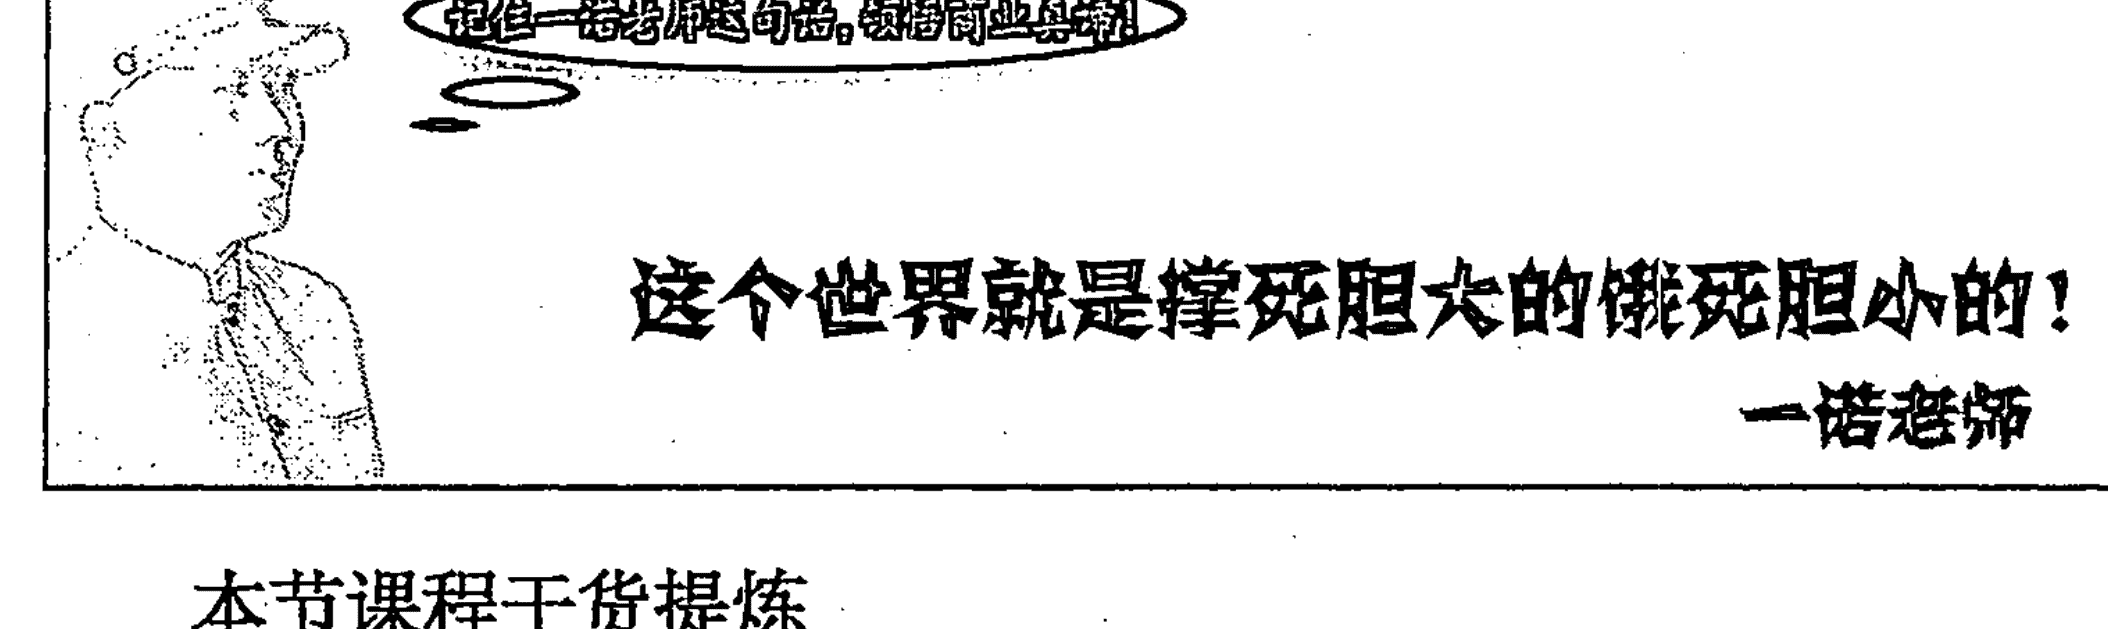 记住一诺老师这句话，领悟商业真谛！
这个世界就是撑死胆大的饿死胆小的！
一诺老师
本节课程干货提炼